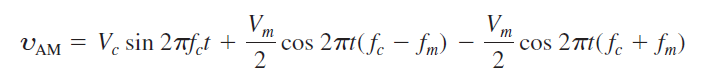 v_AM = V_c sin 2πf_c t + V_m/2 cos 2πt(f_c − f_m) − V_m/2 cos 2πt(f_c + f_m)